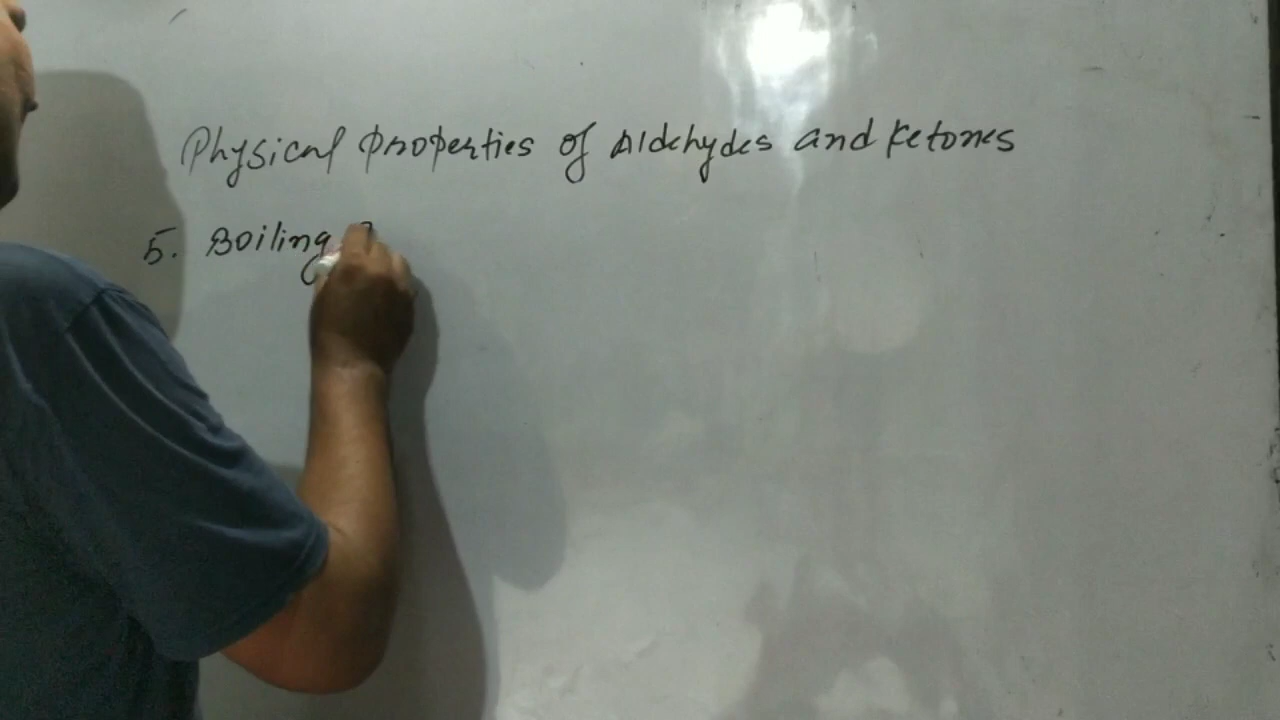 Physical properties of Aldehydes and Ketones
5. Boiling